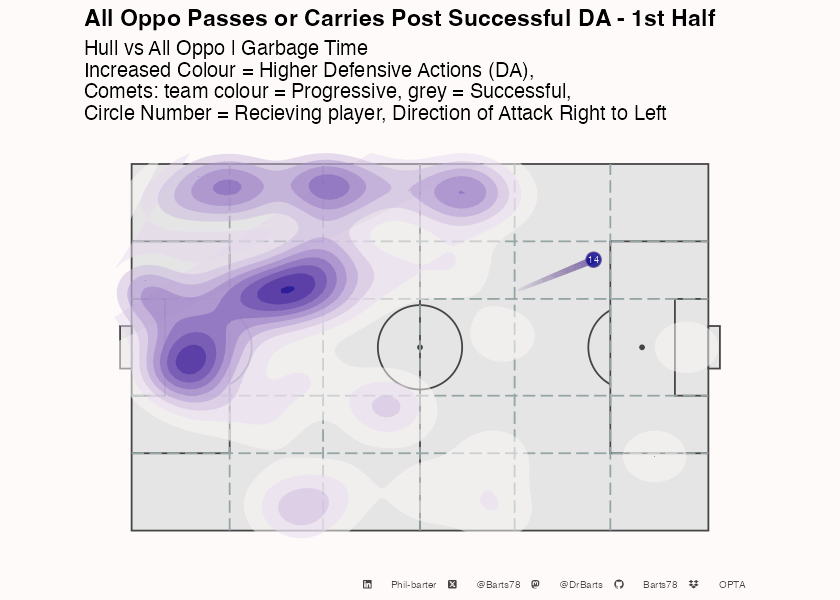 All Oppo Passes or Carries Post Successful DA - 1st Half
Hull vs All Oppo | Garbage Time
Increased Colour = Higher Defensive Actions (DA),
Comets: team colour = Progressive, grey = Successful,
Circle Number = Recieving player, Direction of Attack Right to Left
14
Phil-barter @Barts78 @DrBarts Barts78 OPTA